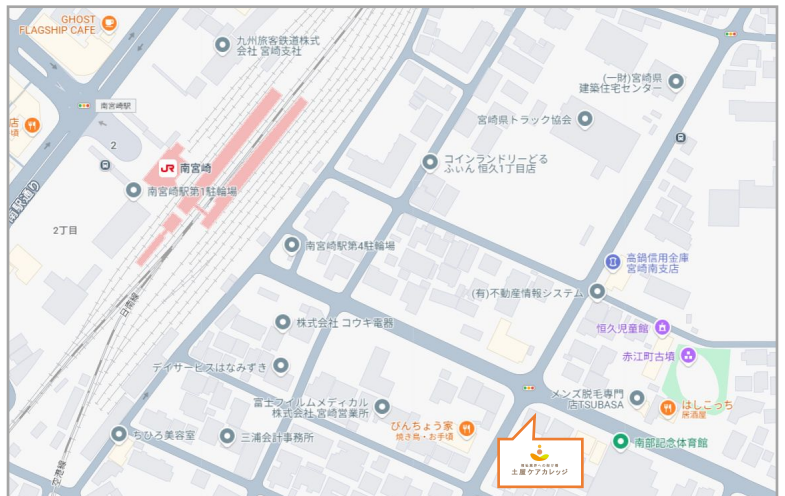 GHOST
FLAGSHIP CAFE
九州旅客鉄道株式
会社 宮崎支社
(一財)宮崎県
建築住宅センター
南宮崎駅
店
頃
宮崎県トラック協会
2
コインランドリーどる
ふぃん 恒久1丁目店
JR 南宮崎
南宮崎駅第1駐輪場
南駅通り
2丁目
南宮崎駅第4駐輪場
高鍋信用金庫
宮崎南支店
(有)不動産情報システム
日豊線
株式会社 コウキ電器
恒久児童館
赤江町古墳
デイサービスはなみずき
メンズ脱毛専門
店TSUBASA
富士フイルムメディカル
株式会社 宮崎営業所
はしこっち
居酒屋
びんちょう家
焼き鳥・お手頃
ちひろ美容室
三浦会計事務所
南部記念体育館
土屋ケアカレッジ
空港線